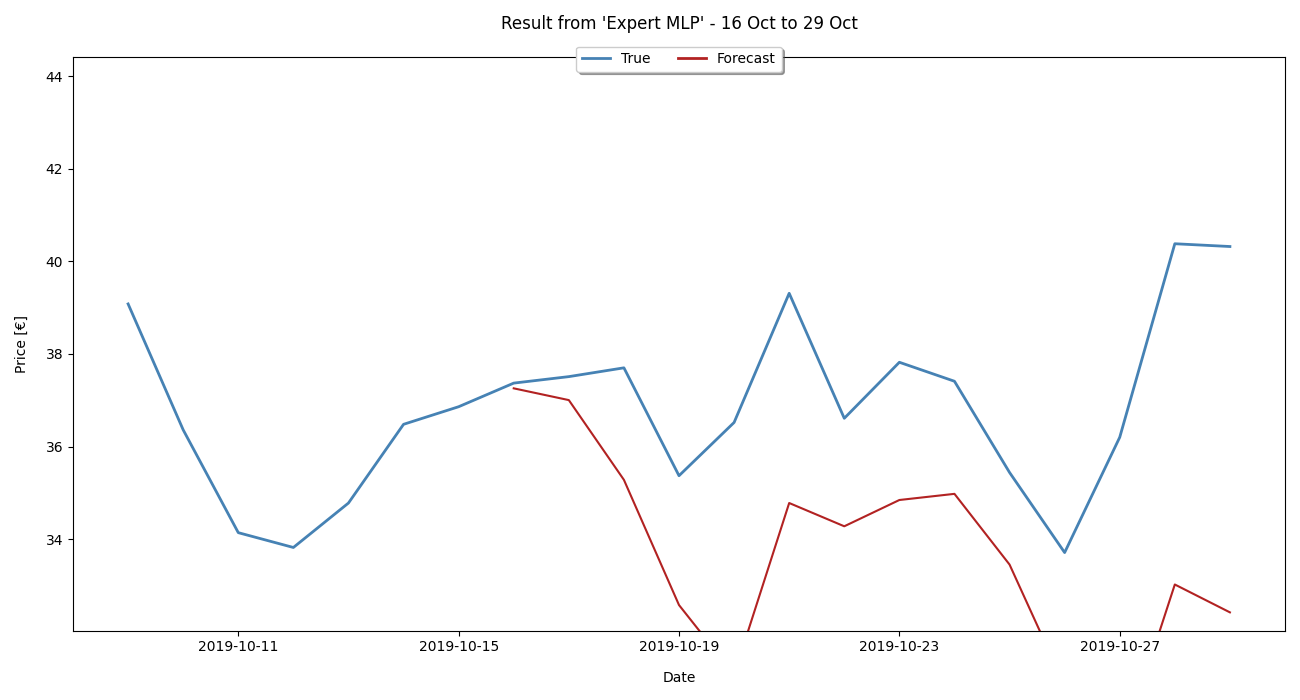 Result from 'Expert MLP' - 16 Oct to 29 Oct
True Forecast
44
42
40
38
36
34
Price [€]
2019-10-11 2019-10-15 2019-10-19 2019-10-23 2019-10-27
Date